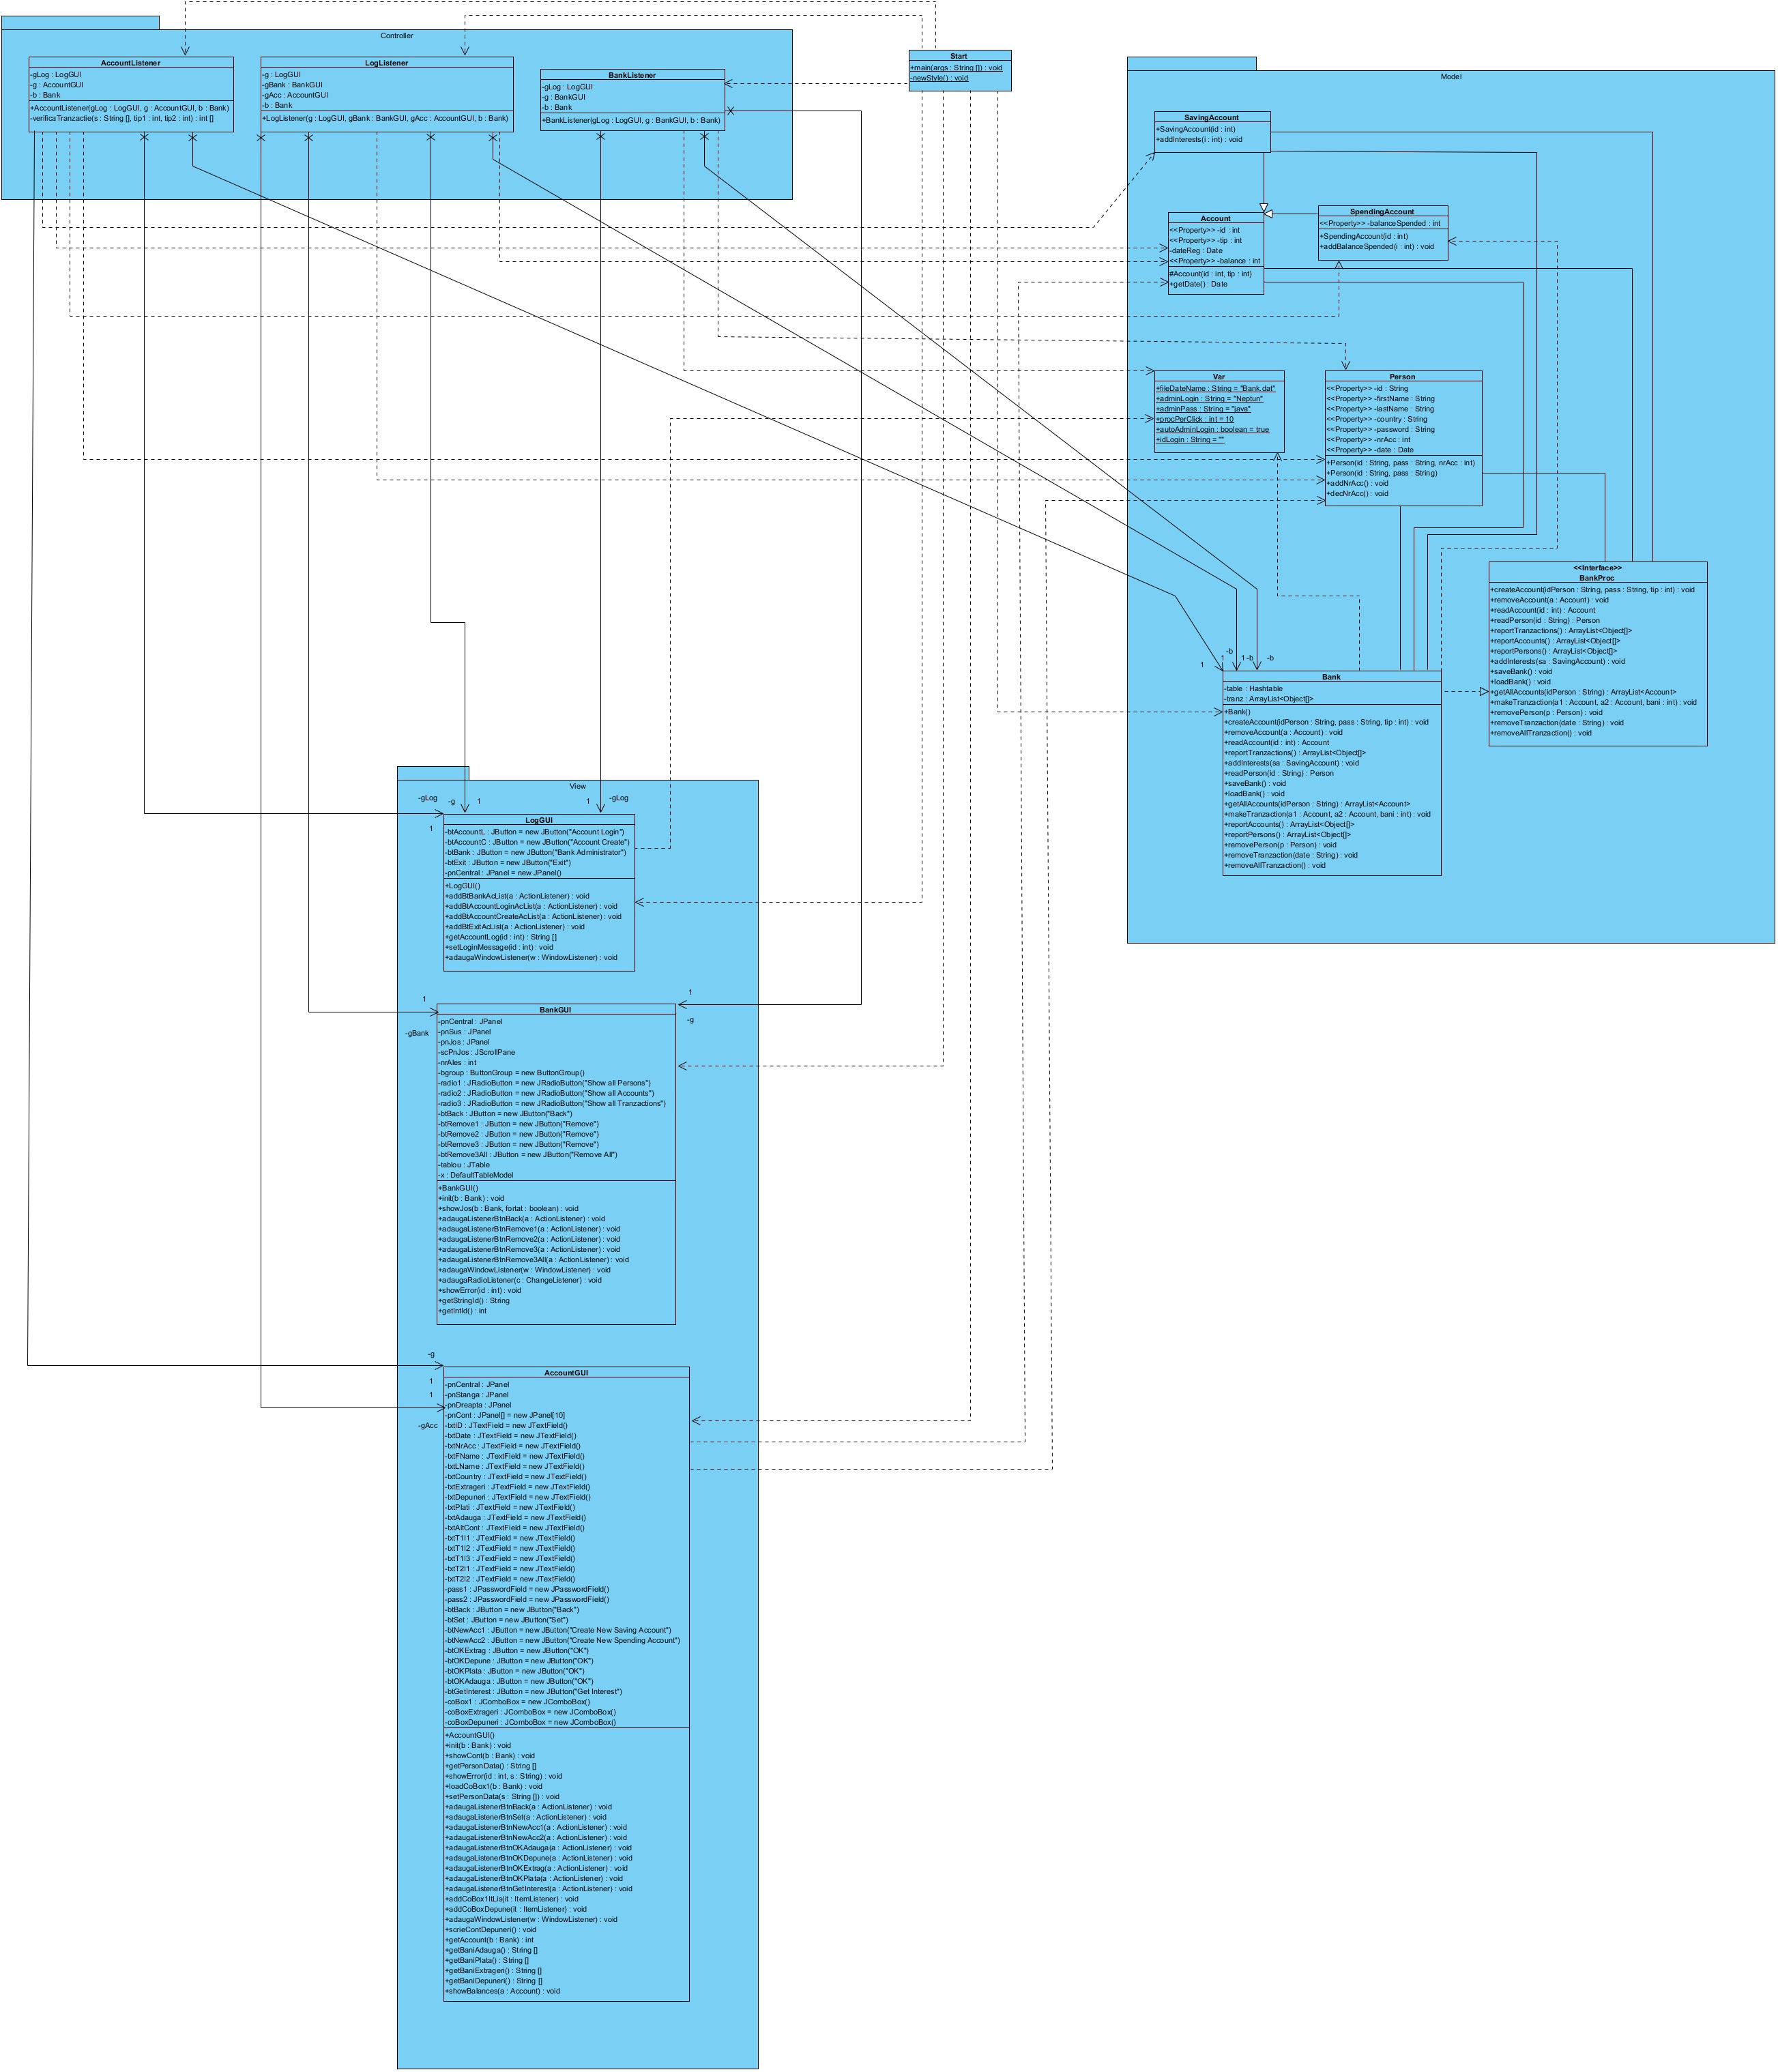 Controller
AccountListener
-gLog : LogGUI
-g : AccountGUI
-b : Bank
+AccountListener(gLog : LogGUI, g : AccountGUI, b : Bank)
-verificaTranzactie(s : String [], tip1 : int, tip2 : int) : int []
LogListener
-g : LogGUI
-gBank : BankGUI
-gAcc : AccountGUI
-b : Bank
+LogListener(g : LogGUI, gBank : BankGUI, gAcc : AccountGUI, b : Bank)
BankListener
-gLog : LogGUI
-g : BankGUI
-b : Bank
+BankListener(gLog : LogGUI, g : BankGUI, b : Bank)
Start
+main(args : String []) : void
-newStyle() : void
Model
SavingAccount
+SavingAccount(id : int)
+addInterests(i : int) : void
Account
<<Property>> -id : int
<<Property>> -tip : int
-dateReg : Date
<<Property>> -balance : int
#Account(id : int, tip : int)
+getDate() : Date
SpendingAccount
<<Property>> -balanceSpended : int
+SpendingAccount(id : int)
+addBalanceSpended(i : int) : void
Var
+fileDateName : String = "Bank.dat"
+adminLogin : String = "Neptun"
+adminPass : String = "java"
+procPerClick : int = 10
+autoAdminLogin : boolean = true
+idLogin : String = ""
Person
<<Property>> -id : String
<<Property>> -firstName : String
<<Property>> -lastName : String
<<Property>> -country : String
<<Property>> -password : String
<<Property>> -nrAcc : int
<<Property>> -date : Date
+Person(id : String, pass : String, nrAcc : int)
+Person(id : String, pass : String)
+addNrAcc() : void
+decNrAcc() : void
<<Interface>>
BankProc
+createAccount(idPerson : String, pass : String, tip : int) : void
+removeAccount(a : Account) : void
+readAccount(id : int) : Account
+readPerson(id : String) : Person
+reportTranzactions() : ArrayList<Object[]>
+reportAccounts() : ArrayList<Object[]>
+reportPersons() : ArrayList<Object[]>
+addInterests(sa : SavingAccount) : void
+saveBank() : void
+loadBank() : void
+getAllAccounts(idPerson : String) : ArrayList<Account>
+makeTranzaction(a1 : Account, a2 : Account, bani : int) : void
+removePerson(p : Person) : void
+removeTranzaction(date : String) : void
+removeAllTranzaction() : void
1
-b
1
1
-b
-b
Bank
-table : Hashtable
-tranz : ArrayList<Object[]>
+Bank()
+createAccount(idPerson : String, pass : String, tip : int) : void
+removeAccount(a : Account) : void
+readAccount(id : int) : Account
+reportTranzactions() : ArrayList<Object[]>
+addInterests(sa : SavingAccount) : void
+readPerson(id : String) : Person
+saveBank() : void
+loadBank() : void
+getAllAccounts(idPerson : String) : ArrayList<Account>
+makeTranzaction(a1 : Account, a2 : Account, bani : int) : void
+reportAccounts() : ArrayList<Object[]>
+reportPersons() : ArrayList<Object[]>
+removePerson(p : Person) : void
+removeTranzaction(date : String) : void
+removeAllTranzaction() : void
View
-gLog
-g
1
1
-gLog
1
LogGUI
-btAccountL : JButton = new JButton("Account Login")
-btAccountC : JButton = new JButton("Account Create")
-btBank : JButton = new JButton("Bank Administrator")
-btExit : JButton = new JButton("Exit")
-pnCentral : JPanel = new JPanel()
+LogGUI()
+addBtBankAcList(a : ActionListener) : void
+addBtAccountLoginAcList(a : ActionListener) : void
+addBtAccountCreateAcList(a : ActionListener) : void
+addBtExitAcList(a : ActionListener) : void
+getAccountLog(id : int) : String []
+setLoginMessage(id : int) : void
+adaugaWindowListener(w : WindowListener) : void
1
-gBank
1
-g
BankGUI
-pnCentral : JPanel
-pnSus : JPanel
-pnJos : JPanel
-scPnJos : JScrollPane
-nrAles : int
-bgroup : ButtonGroup = new ButtonGroup()
-radio1 : JRadioButton = new JRadioButton("Show all Persons")
-radio2 : JRadioButton = new JRadioButton("Show all Accounts")
-radio3 : JRadioButton = new JRadioButton("Show all Tranzactions")
-btBack : JButton = new JButton("Back")
-btRemove1 : JButton = new JButton("Remove")
-btRemove2 : JButton = new JButton("Remove")
-btRemove3 : JButton = new JButton("Remove")
-btRemove3All : JButton = new JButton("Remove All")
-tablou : JTable
-x : DefaultTableModel
+BankGUI()
+init(b : Bank) : void
+showJos(b : Bank, fortat : boolean) : void
+adaugaListenerBtnBack(a : ActionListener) : void
+adaugaListenerBtnRemove1(a : ActionListener) : void
+adaugaListenerBtnRemove2(a : ActionListener) : void
+adaugaListenerBtnRemove3(a : ActionListener) : void
+adaugaListenerBtnRemove3All(a : ActionListener) : void
+adaugaWindowListener(w : WindowListener) : void
+adaugaRadioListener(c : ChangeListener) : void
+showError(id : int) : void
+getStringId() : String
+getIntId() : int
-g
1
1
-gAcc
AccountGUI
-pnCentral : JPanel
-pnStanga : JPanel
-pnDreapta : JPanel
-pnCont : JPanel[] = new JPanel[10]
-txtID : JTextField = new JTextField()
-txtDate : JTextField = new JTextField()
-txtNrAcc : JTextField = new JTextField()
-txtFName : JTextField = new JTextField()
-txtLName : JTextField = new JTextField()
-txtCountry : JTextField = new JTextField()
-txtExtrageri : JTextField = new JTextField()
-txtDepuneri : JTextField = new JTextField()
-txtPlati : JTextField = new JTextField()
-txtAdauga : JTextField = new JTextField()
-txtAltCont : JTextField = new JTextField()
-txtT1I1 : JTextField = new JTextField()
-txtT1I2 : JTextField = new JTextField()
-txtT1I3 : JTextField = new JTextField()
-txtT2I1 : JTextField = new JTextField()
-txtT2I2 : JTextField = new JTextField()
-pass1 : JPasswordField = new JPasswordField()
-pass2 : JPasswordField = new JPasswordField()
-btBack : JButton = new JButton("Back")
-btSet : JButton = new JButton("Set")
-btNewAcc1 : JButton = new JButton("Create New Saving Account")
-btNewAcc2 : JButton = new JButton("Create New Spending Account")
-btOKExtrag : JButton = new JButton("OK")
-btOKDepune : JButton = new JButton("OK")
-btOKPlata : JButton = new JButton("OK")
-btOKAdauga : JButton = new JButton("OK")
-btGetInterest : JButton = new JButton("Get Interest")
-coBox1 : JComboBox = new JComboBox()
-coBoxExtrageri : JComboBox = new JComboBox()
-coBoxDepuneri : JComboBox = new JComboBox()
+AccountGUI()
+init(b : Bank) : void
+showCont(b : Bank) : void
+getPersonData() : String []
+showError(id : int, s : String) : void
+loadCoBox1(b : Bank) : void
+setPersonData(s : String []) : void
+adaugaListenerBtnBack(a : ActionListener) : void
+adaugaListenerBtnSet(a : ActionListener) : void
+adaugaListenerBtnNewAcc1(a : ActionListener) : void
+adaugaListenerBtnNewAcc2(a : ActionListener) : void
+adaugaListenerBtnOKAdauga(a : ActionListener) : void
+adaugaListenerBtnOKDepune(a : ActionListener) : void
+adaugaListenerBtnOKExtrag(a : ActionListener) : void
+adaugaListenerBtnOKPlata(a : ActionListener) : void
+adaugaListenerBtnGetInterest(a : ActionListener) : void
+addCoBox1ItLis(it : ItemListener) : void
+addCoBoxDepune(it : ItemListener) : void
+adaugaWindowListener(w : WindowListener) : void
+scrieContDepuneri() : void
+getAccount(b : Bank) : int
+getBaniAdauga() : String []
+getBaniPlata() : String []
+getBaniExtrageri() : String []
+getBaniDepuneri() : String []
+showBalances(a : Account) : void